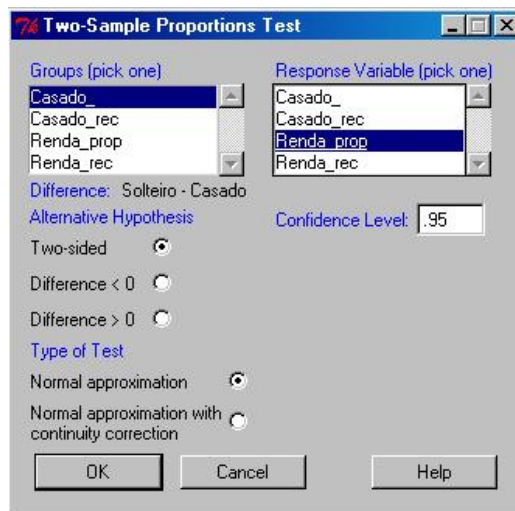 Two-Sample Proportions Test
Groups (pick one)
Casado_
Casado_rec
Renda_prop
Renda_rec
Response Variable (pick one)
Casado_
Casado_rec
Renda_prop
Renda_rec
Difference: Solteiro - Casado
Alternative Hypothesis
Confidence Level: .95
Two-sided
Difference < 0
Difference > 0
Type of Test
Normal approximation
Normal approximation with
continuity correction
OK
Cancel
Help